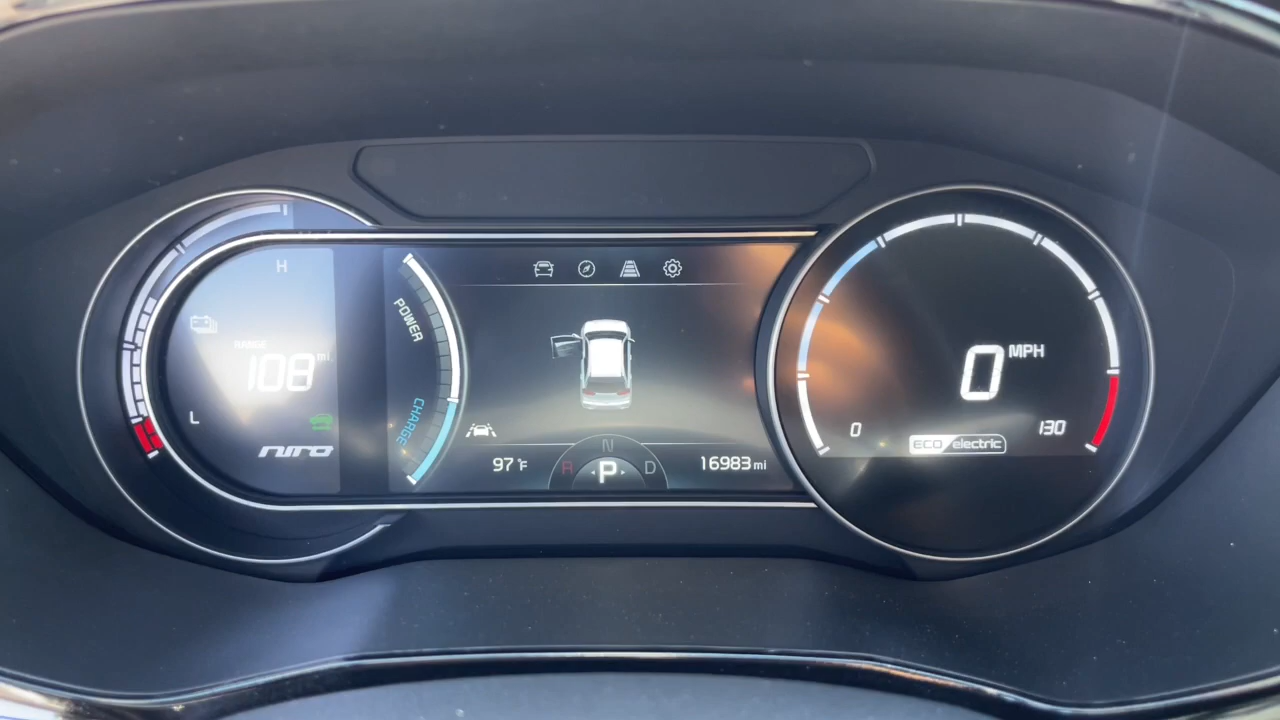 H
RANGE
108 mi
L
niro
POWER
CHARGE
97°F
N
R P D
16983 mi
0 MPH
0
130
ECO electric